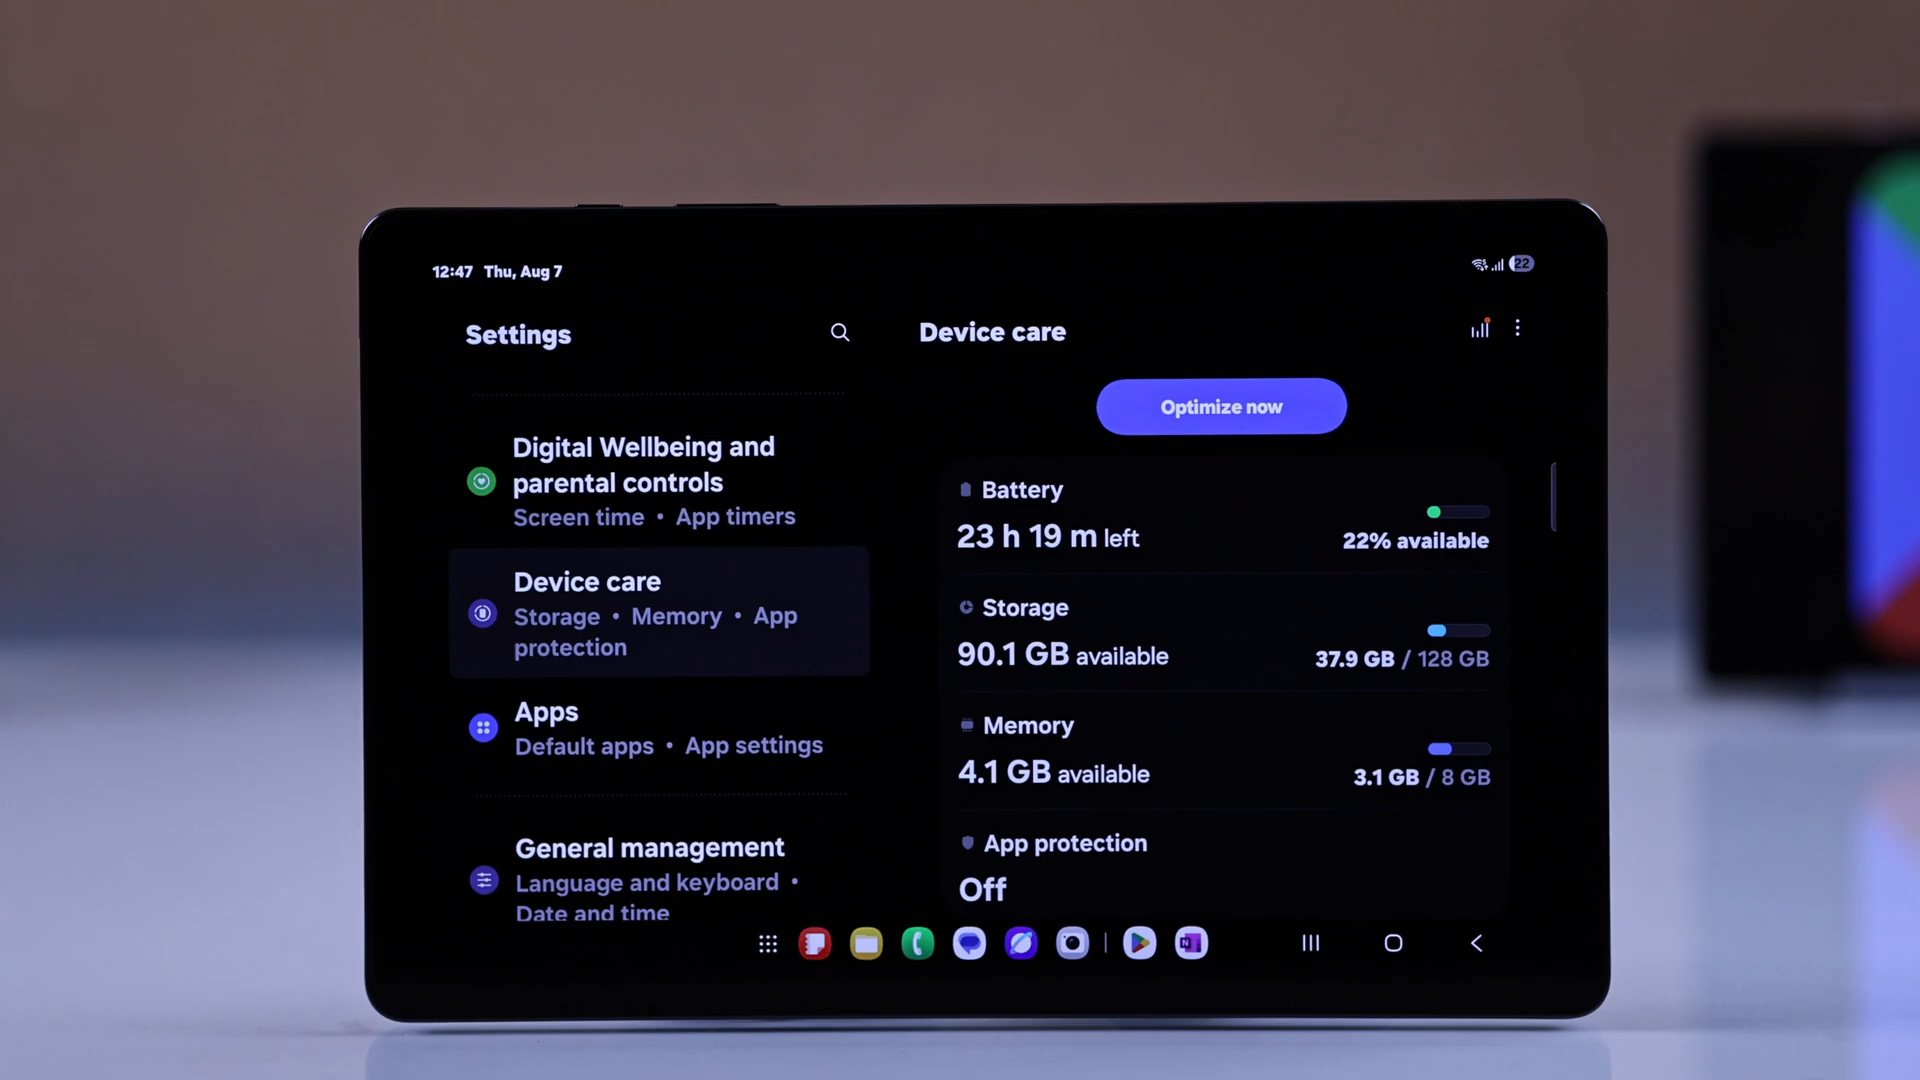 12:47 Thu, Aug 7
22
Settings
Digital Wellbeing and
parental controls
Screen time • App timers
Device care
Storage • Memory • App
protection
Apps
Default apps • App settings
General management
Language and keyboard •
Date and time
Device care
Optimize now
Battery
23 h 19 m left
22% available
Storage
90.1 GB available
37.9 GB / 128 GB
Memory
4.1 GB available
3.1 GB / 8 GB
App protection
Off
N